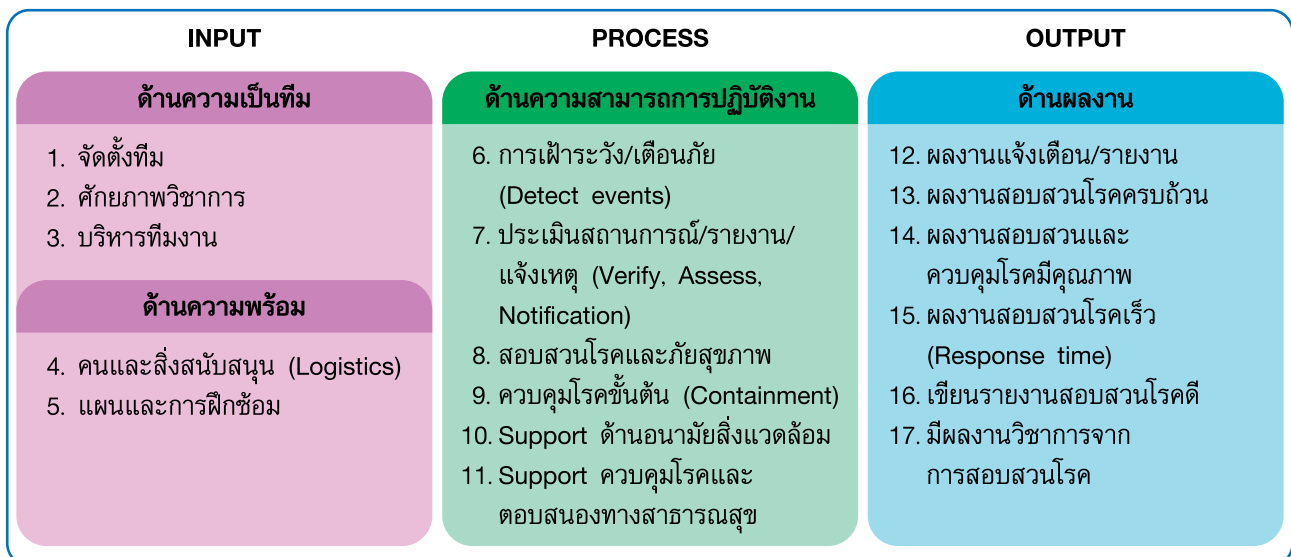 INPUT
ด้านความเป็นทีม
1. จัดตั้งทีม
2. ศักยภาพวิชาการ
3. บริหารทีมงาน
ด้านความพร้อม
4. คนและสิ่งสนับสนุน (Logistics)
5. แผนและการฝึกซ้อม
PROCESS
ด้านความสามารถการปฏิบัติงาน
6. การเฝ้าระวัง/เตือนภัย
(Detect events)
7. ประเมินสถานการณ์/รายงาน/
แจ้งเหตุ (Verify, Assess,
Notification)
8. สอบสวนโรคและภัยสุขภาพ
9. ควบคุมโรคขั้นต้น (Containment)
10. Support ด้านอนามัยสิ่งแวดล้อม
11. Support ควบคุมโรคและ
ตอบสนองทางสาธารณสุข
OUTPUT
ด้านผลงาน
12. ผลงานแจ้งเตือน/รายงาน
13. ผลงานสอบสวนโรคครบถ้วน
14. ผลงานสอบสวนและ
ควบคุมโรคมีคุณภาพ
15. ผลงานสอบสวนโรคเร็ว
(Response time)
16. เขียนรายงานสอบสวนโรคดี
17. มีผลงานวิชาการจาก
การสอบสวนโรค